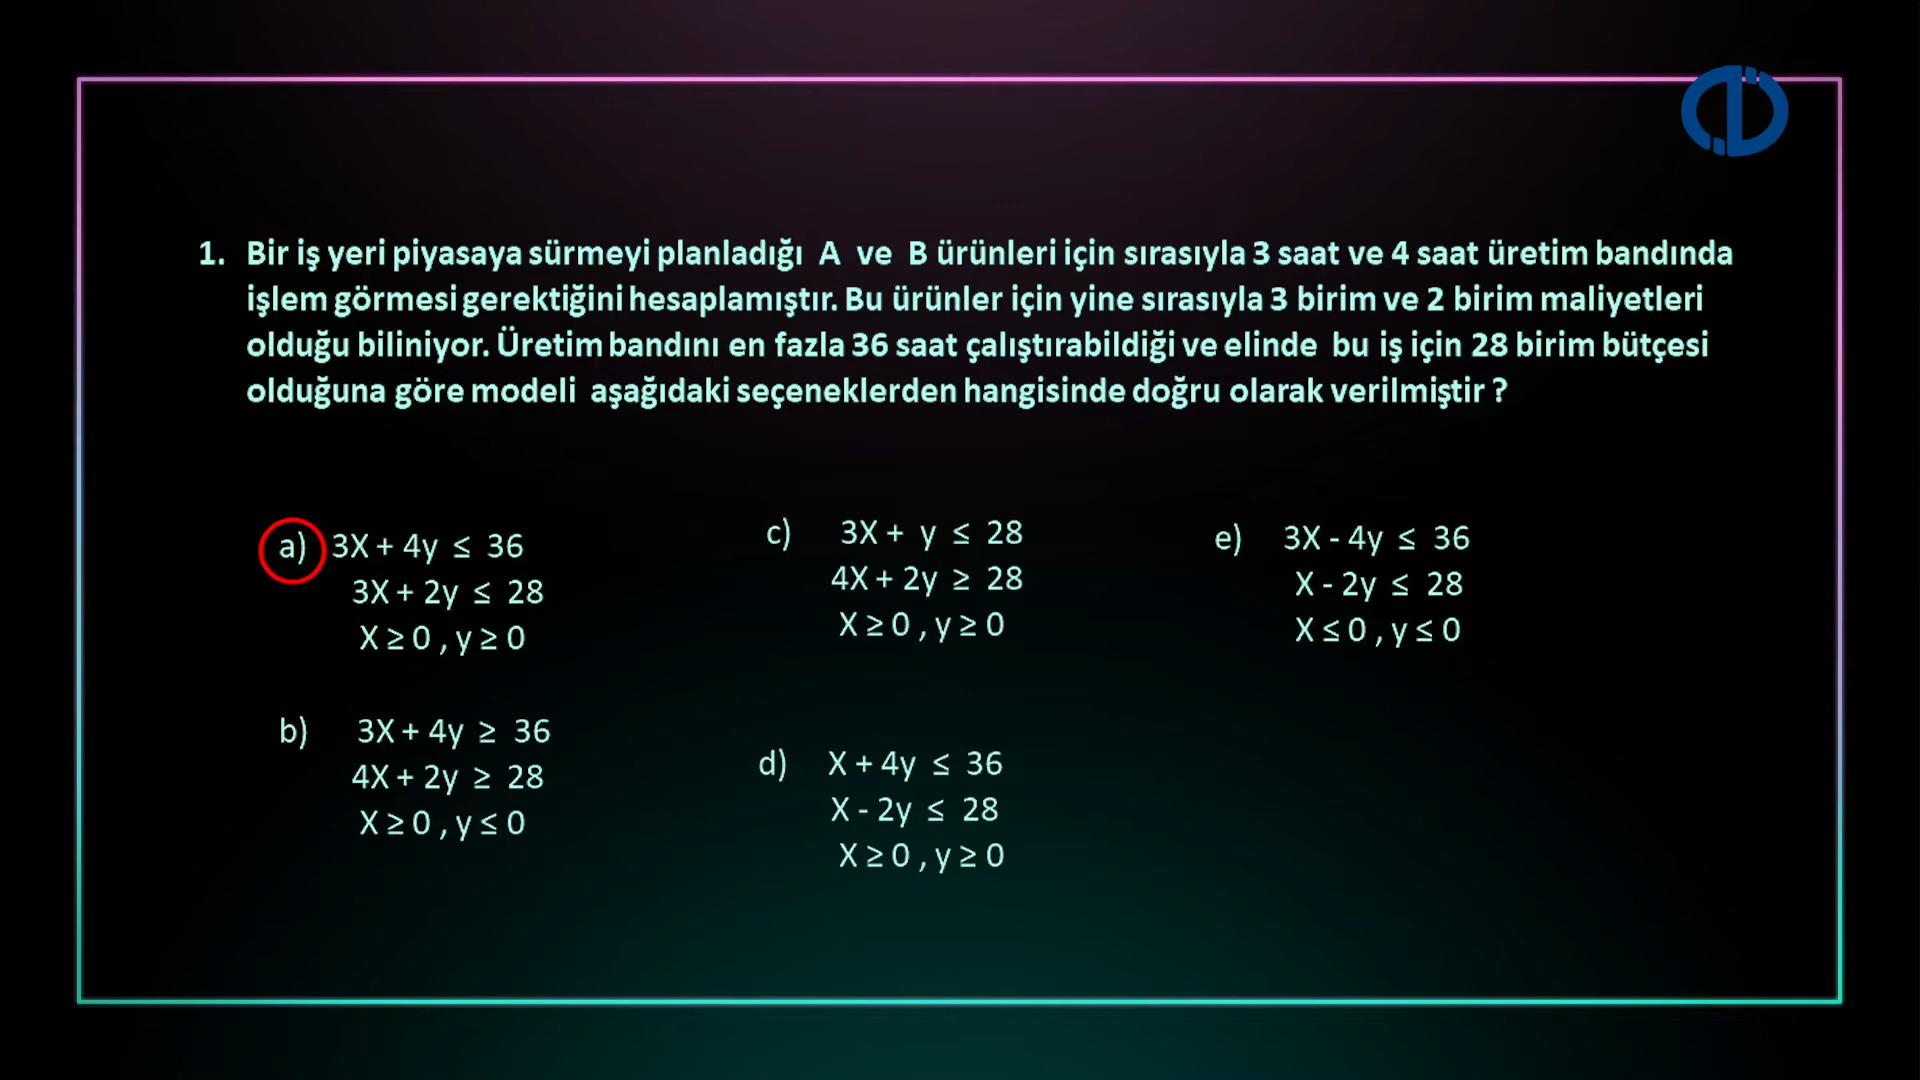 1. Bir iş yeri piyasaya sürmeyi planladığı A ve B ürünleri için sırasıyla 3 saat ve 4 saat üretim bandında
işlem görmesi gerektiğini hesaplamıştır. Bu ürünler için yine sırasıyla 3 birim ve 2 birim maliyetleri
olduğu biliniyor. Üretim bandını en fazla 36 saat çalıştırabildiği ve elinde bu iş için 28 birim bütçesi
olduğuna göre modeli aşağıdaki seçeneklerden hangisinde doğru olarak verilmiştir ?
a) 3X + 4y ≤ 36
3X + 2y ≤ 28
X ≥ 0 , y ≥ 0
b) 3X + 4y ≥ 36
4X + 2y ≥ 28
X ≥ 0 , y ≤ 0
c) 3X + y ≤ 28
4X + 2y ≥ 28
X ≥ 0 , y ≥ 0
d) X + 4y ≤ 36
X - 2y ≤ 28
X ≥ 0 , y ≥ 0
e) 3X - 4y ≤ 36
X - 2y ≤ 28
X ≤ 0 , y ≤ 0